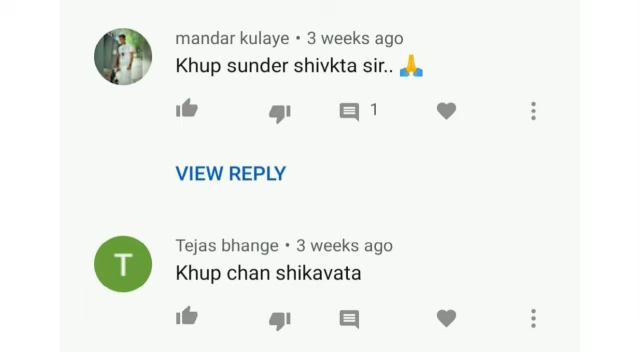 mandar kulaye • 3 weeks ago
Khup sunder shivkta sir.. 🙏
1
VIEW REPLY
T
Tejas bhange • 3 weeks ago
Khup chan shikavata